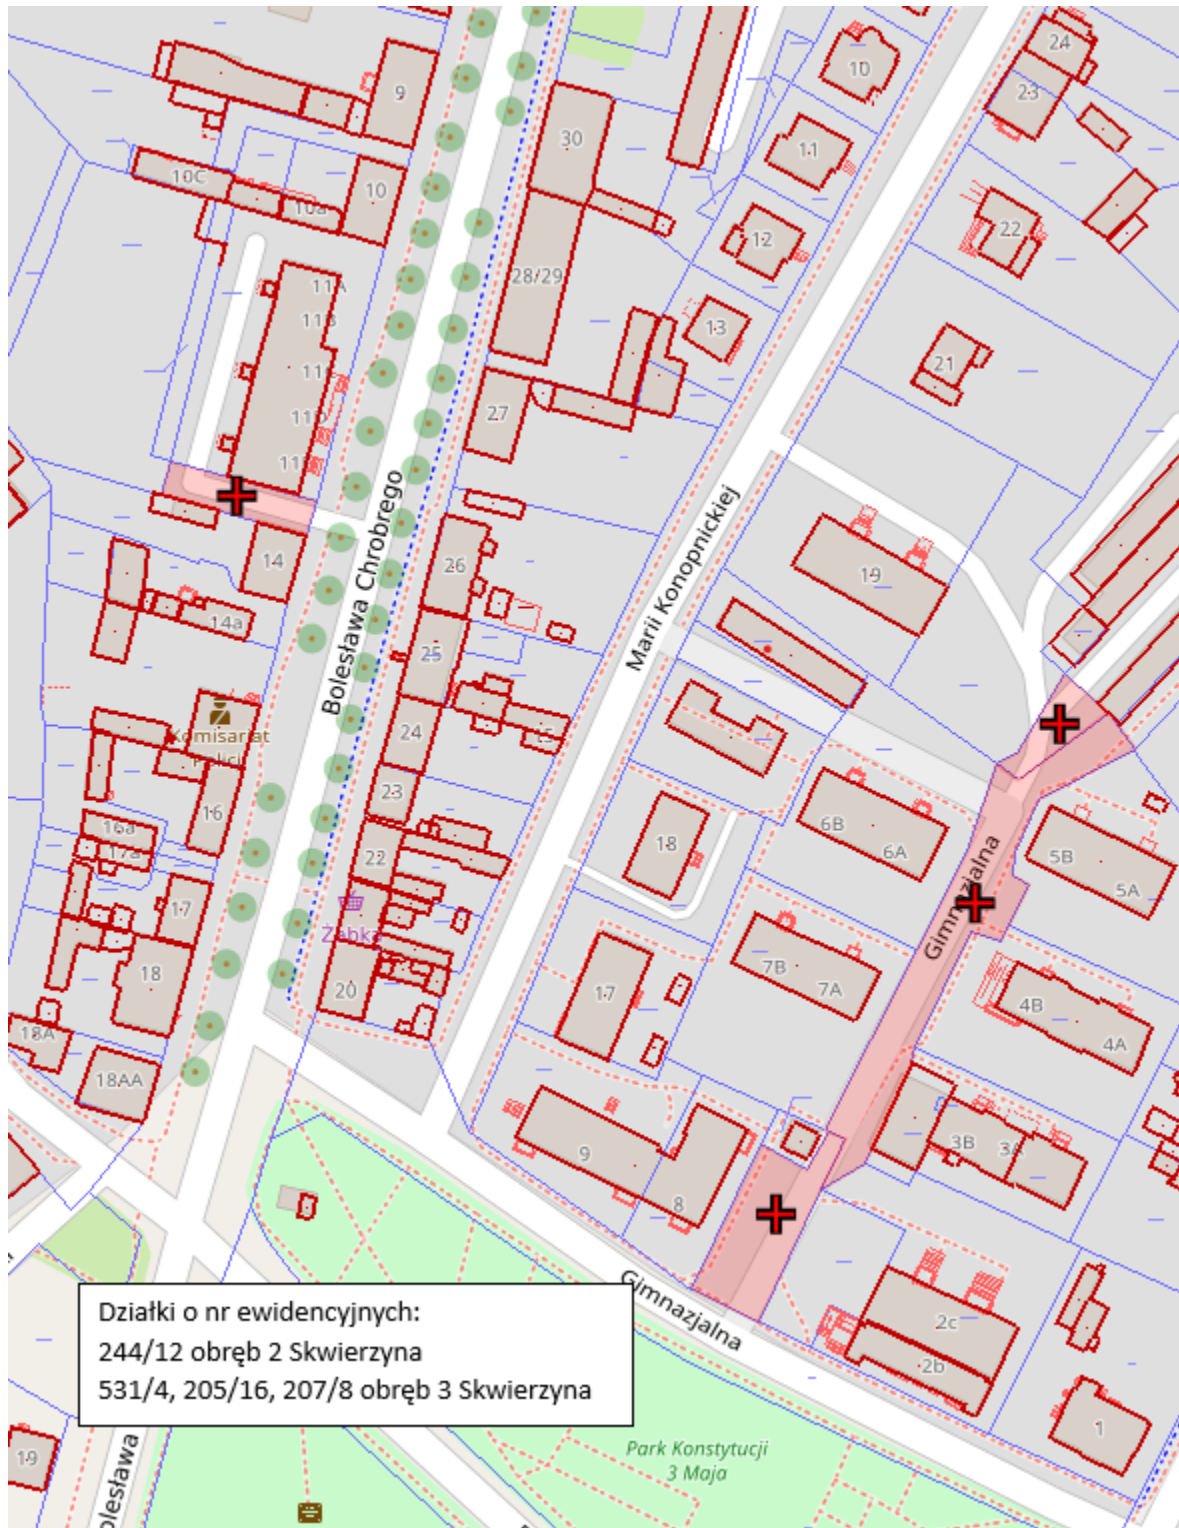 24
10
9
23
30
11
10C
10
10a
22
12
28/29
11A
13
11B
21
11D
27
Bolesława Chrobrego
Marii Konopnickiej
14
26
19
14a
25
Komisariat
Policji
24
15
23
16
6B
16a
18
6A
17a
22
5B
Gimnazjalna
5A
17
Żabka
18
7B
20
17
7A
4B
18A
4A
18AA
3B
3A
9
8
Gimnazjalna
Działki o nr ewidencyjnych:
244/12 obręb 2 Skwierzyna
531/4, 205/16, 207/8 obręb 3 Skwierzyna
2c
2b
1
Park Konstytucji
3 Maja
19
olesława